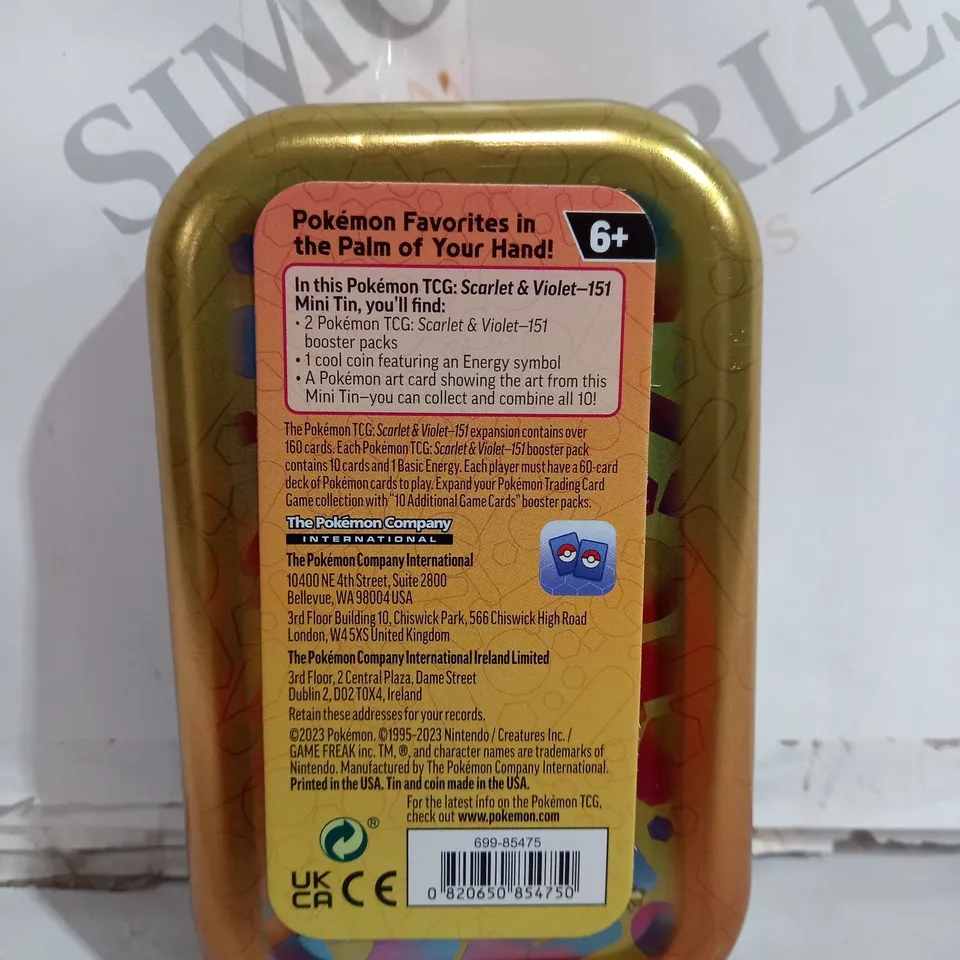 Pokémon Favorites in
the Palm of Your Hand!
6+
In this Pokémon TCG: Scarlet & Violet—151
Mini Tin, you'll find:
• 2 Pokémon TCG: Scarlet & Violet—151
booster packs
• 1 cool coin featuring an Energy symbol
• A Pokémon art card showing the art from this
Mini Tin—you can collect and combine all 10!
The Pokémon TCG: Scarlet & Violet—151 expansion contains over
160 cards. Each Pokémon TCG: Scarlet & Violet—151 booster pack
contains 10 cards and 1 Basic Energy. Each player must have a 60-card
deck of Pokémon cards to play. Expand your Pokémon Trading Card
Game collection with "10 Additional Game Cards" booster packs.
The Pokémon Company
INTERNATIONAL
The Pokémon Company International
10400 NE 4th Street, Suite 2800
Bellevue, WA 98004 USA
3rd Floor Building 10, Chiswick Park, 566 Chiswick High Road
London, W4 5XS United Kingdom
The Pokémon Company International Ireland Limited
3rd Floor, 2 Central Plaza, Dame Street
Dublin 2, D02 T0X4, Ireland
Retain these addresses for your records.
©2023 Pokémon. ©1995-2023 Nintendo / Creatures Inc. /
GAME FREAK inc. TM, ®, and character names are trademarks of
Nintendo. Manufactured by The Pokémon Company International.
Printed in the USA. Tin and coin made in the USA.
For the latest info on the Pokémon TCG,
check out www.pokemon.com
®
699-85475
UK
CA CE
0 820650 854750